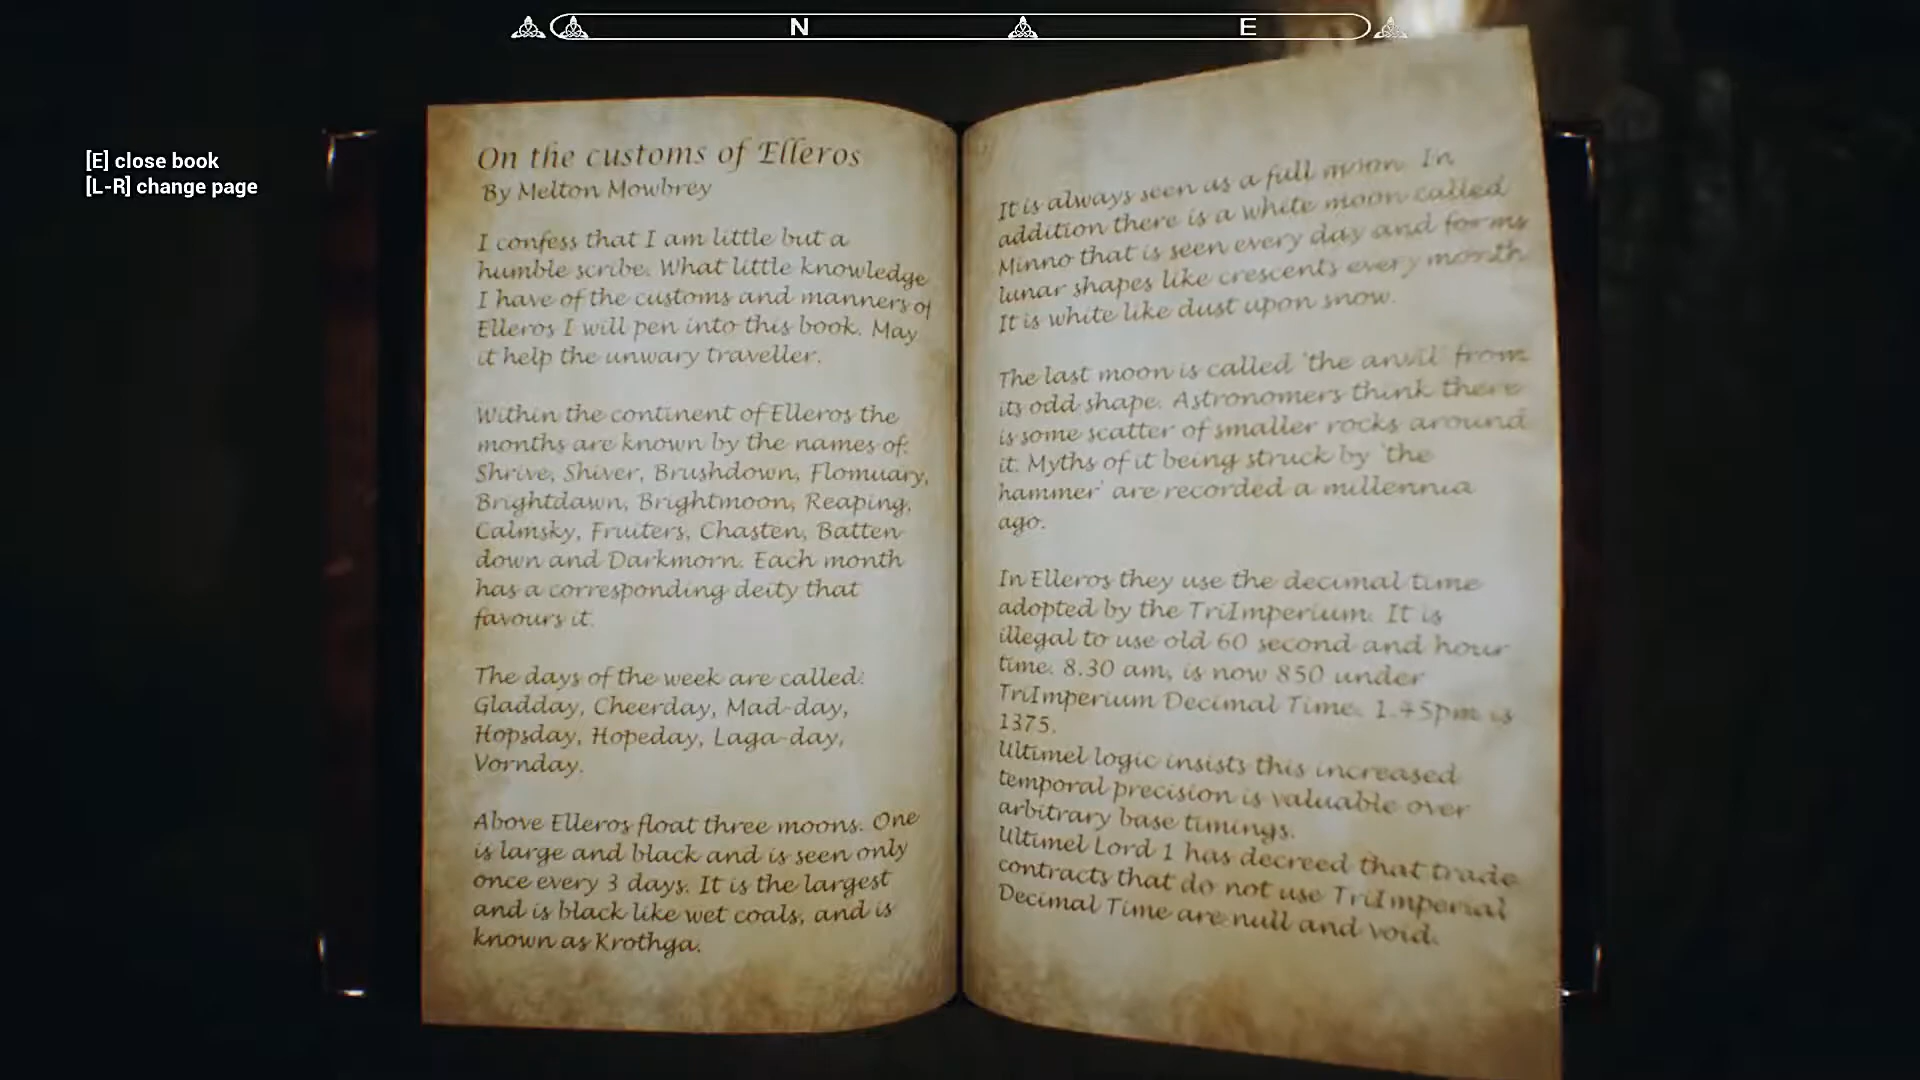 N E
[E] close book
[L-R] change page
On the customs of Elleros
By Melton Mowbrey
I confess that I am little but a
humble scribe. What little knowledge
I have of the customs and manners of
Elleros I will pen into this book. May
it help the unwary traveller.
Within the continent of Elleros the
months are known by the names of:
Shrive, Shiver, Brushdown, Flomuary,
Brightdawn, Brightmoon, Reaping,
Calmsky, Fruiters, Chasten, Batten
down and Darkmorn. Each month
has a corresponding deity that
favours it.
The days of the week are called:
Gladday, Cheerday, Mad-day,
Hopsday, Hopeday, Laga-day,
Vornday.
Above Elleros float three moons. One
is large and black and is seen only
once every 3 days. It is the largest
and is black like wet coals, and is
known as Krothga.
It is always seen as a full moon. In
addition there is a white moon called
Minno that is seen every day and forms
lunar shapes like crescents every month.
It is white like dust upon snow.
The last moon is called 'the anvil' from
its odd shape. Astronomers think there
is some scatter of smaller rocks around
it. Myths of it being struck by 'the
hammer' are recorded a millennia
ago.
In Elleros they use the decimal time
adopted by the TriImperium. It is
illegal to use old 60 second and hour
time. 8.30 am, is now 850 under
TriImperium Decimal Time. 1.45pm is
1375.
Ultimel logic insists this increased
temporal precision is valuable over
arbitrary base timings.
Ultimel Lord 1 has decreed that trade
contracts that do not use TriImperial
Decimal Time are null and void.